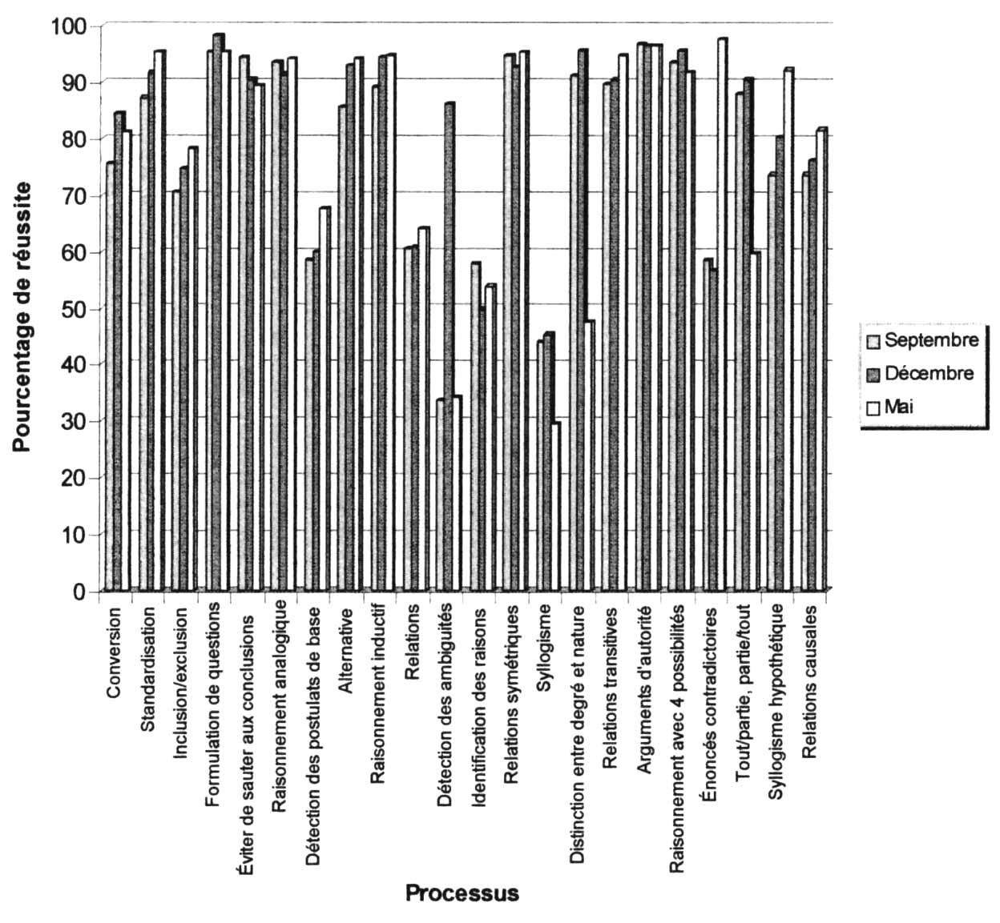 Pourcentage de réussite
100
90
80
70
60
50
40
30
20
10
0
Conversion
Standardisation
Inclusion/exclusion
Formulation de questions
Éviter de sauter aux conclusions
Raisonnement analogique
Détection des postulats de base
Alternative
Raisonnement inductif
Relations
Détection des ambiguités
Identification des raisons
Relations symétriques
Syllogisme
Distinction entre degré et nature
Relations transitives
Arguments d'autorité
Raisonnement avec 4 possibilités
Énoncés contradictoires
Tout/partie, partie/tout
Syllogisme hypothétique
Relations causales
Processus
Septembre
Décembre
Mai